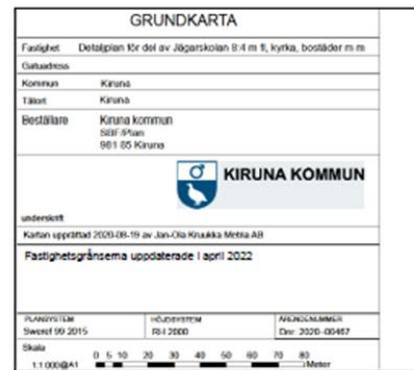 GRUNDKARTA
Fastighet Detaljplan för del av Jägarskolan 8:4 m fl, kyrka, bostäder m m
Gatuadress
Kommun Kiruna
Tätort Kiruna
Beställare Kiruna kommun
SBF/Plan
981 85 Kiruna
KIRUNA KOMMUN
underskrift
Kartan upprättad 2020-08-19 av Jan-Ola Kruukka Metria AB
Fastighetsgränserna uppdaterade i april 2022
PLANSYSTEM HÖJDSYSTEM ÄRENDENUMMER
Sweref 99 2015 RH 2000 Dnr: 2020-00467
Skala
1:1 000@A1 0 5 10 20 30 40 50 60 70 80 Meter